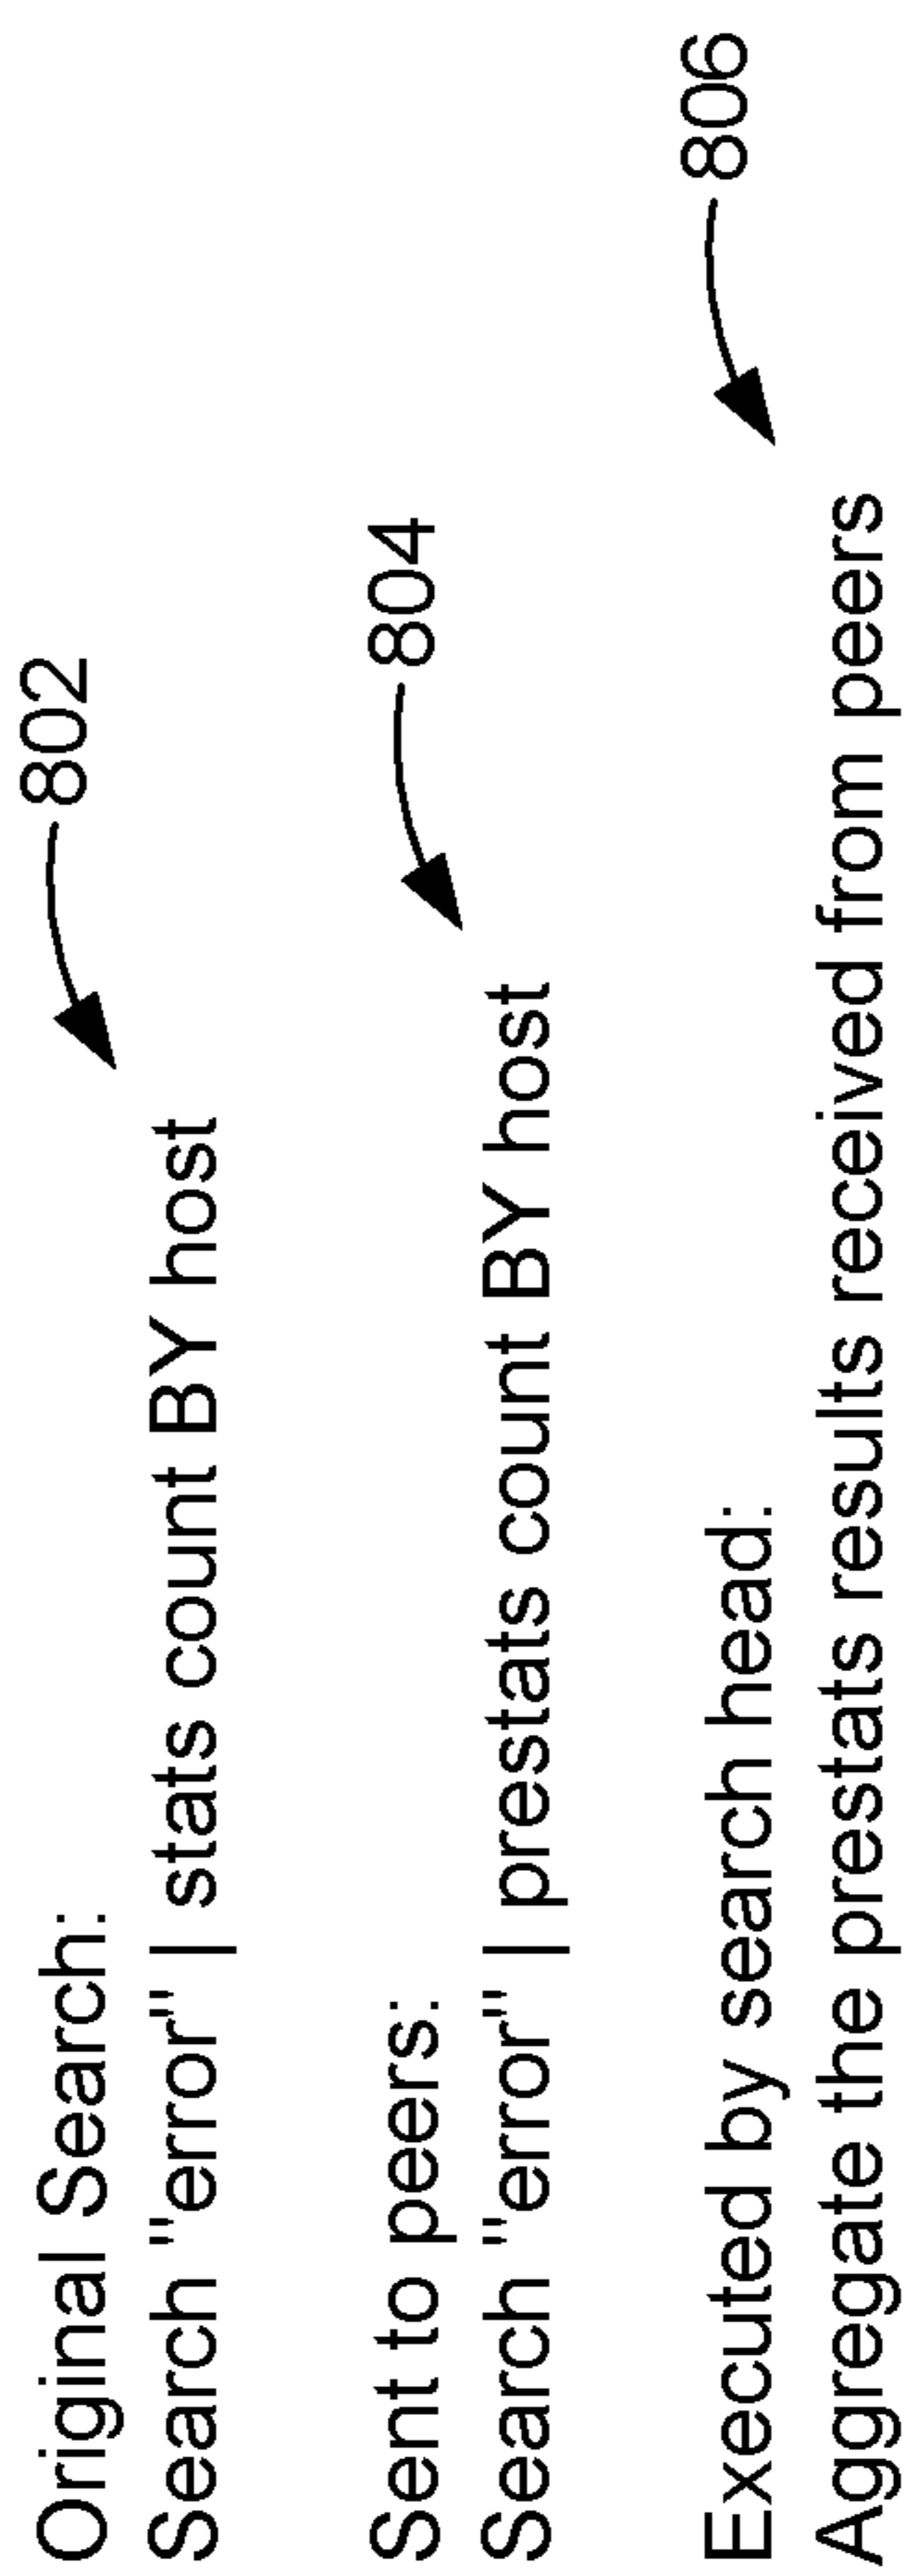 Original Search:
802
Search "error" | stats count BY host
Sent to peers:
804
Search "error" | prestats count BY host
Executed by search head:
806
Aggregate the prestats results received from peers